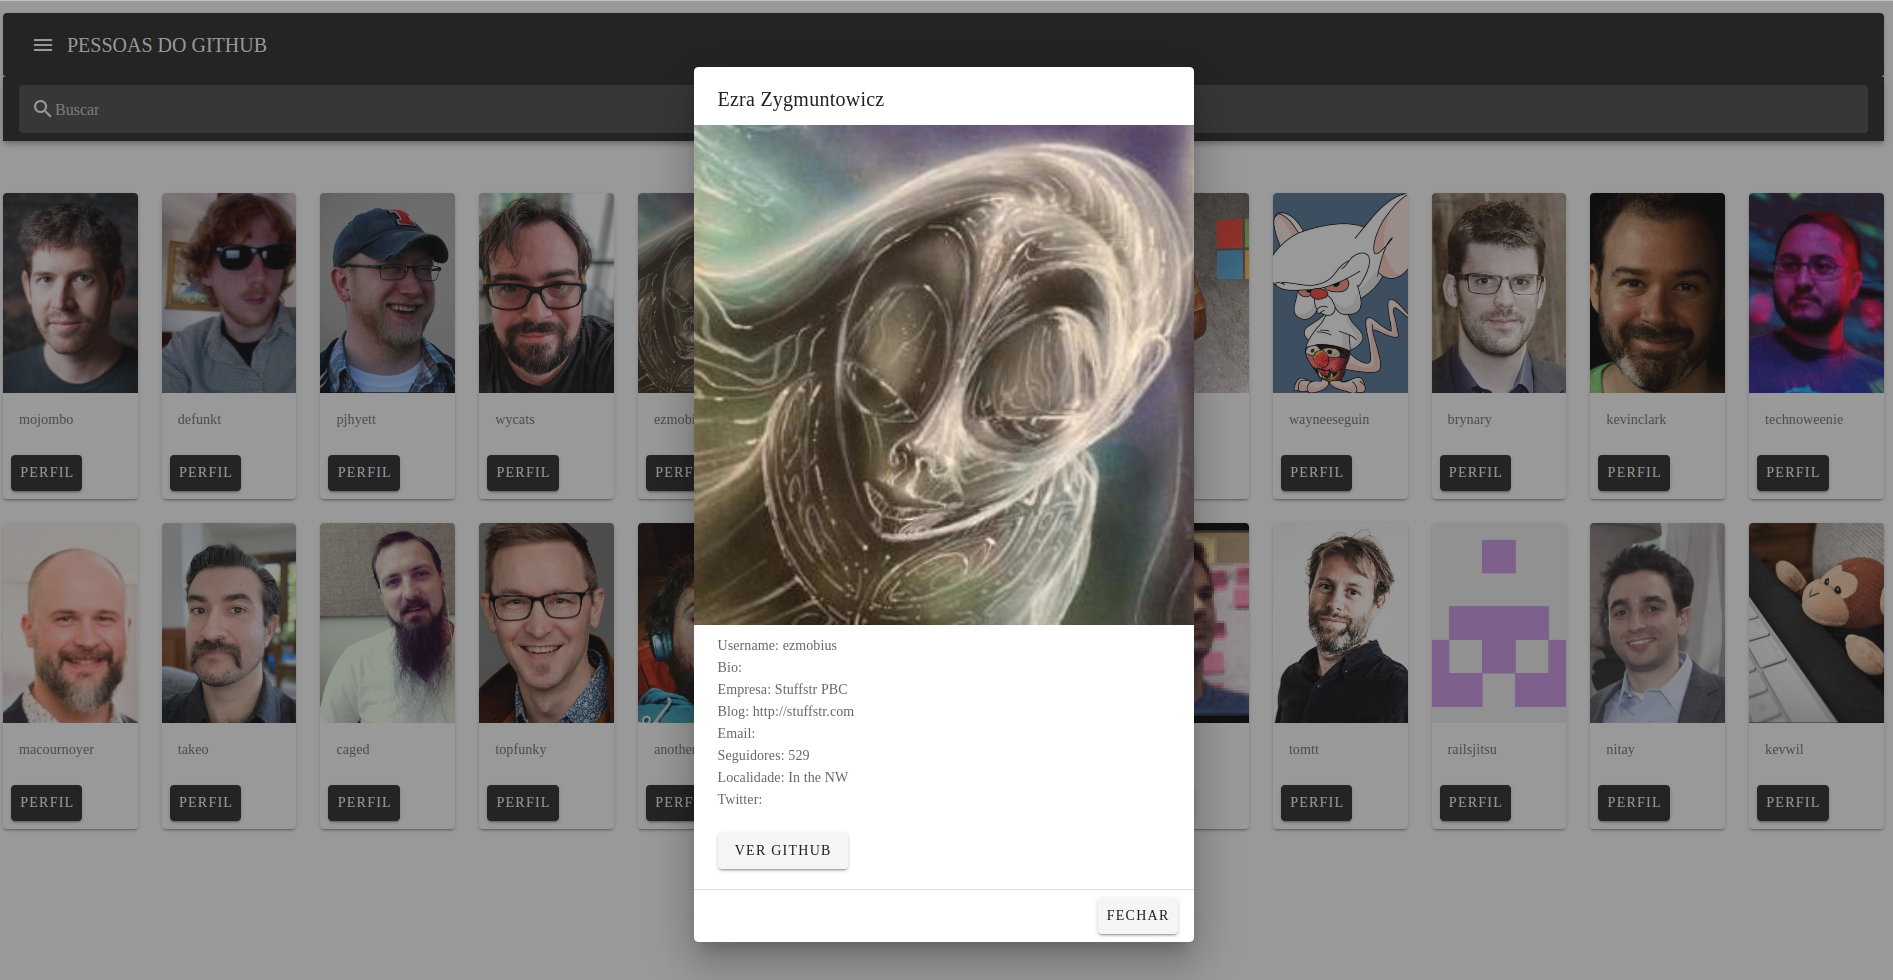 PESSOAS DO GITHUB
Buscar
Ezra Zygmuntowicz
Username: ezmobius
Bio:
Empresa: Stuffstr PBC
Blog: http://stuffstr.com
Email:
Seguidores: 529
Localidade: In the NW
Twitter:
VER GITHUB
FECHAR
mojombo
defunkt
pjhyett
wycats
ezmobi
wayneeseguin
brynary
kevinclark
technoweenie
PERFIL
PERFIL
PERFIL
PERFIL
PERF
PERFIL
PERFIL
PERFIL
PERFIL
macournoyer
takeo
caged
topfunky
another
tomtt
railsjitsu
nitay
kevwil
PERFIL
PERFIL
PERFIL
PERFIL
PERF
PERFIL
PERFIL
PERFIL
PERFIL